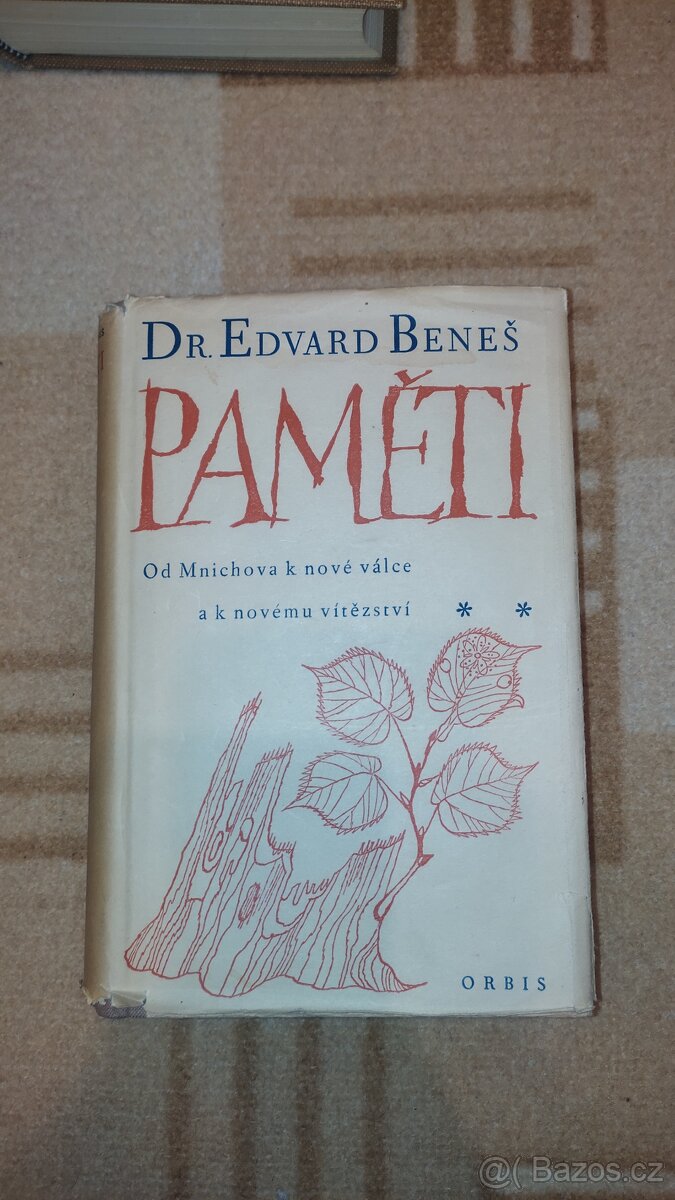 DR. EDVARD BENEŠ
PAMĚTI
Od Mnichova k nové válce
a k novému vítězství * *
ORBIS
@( Bazos.cz